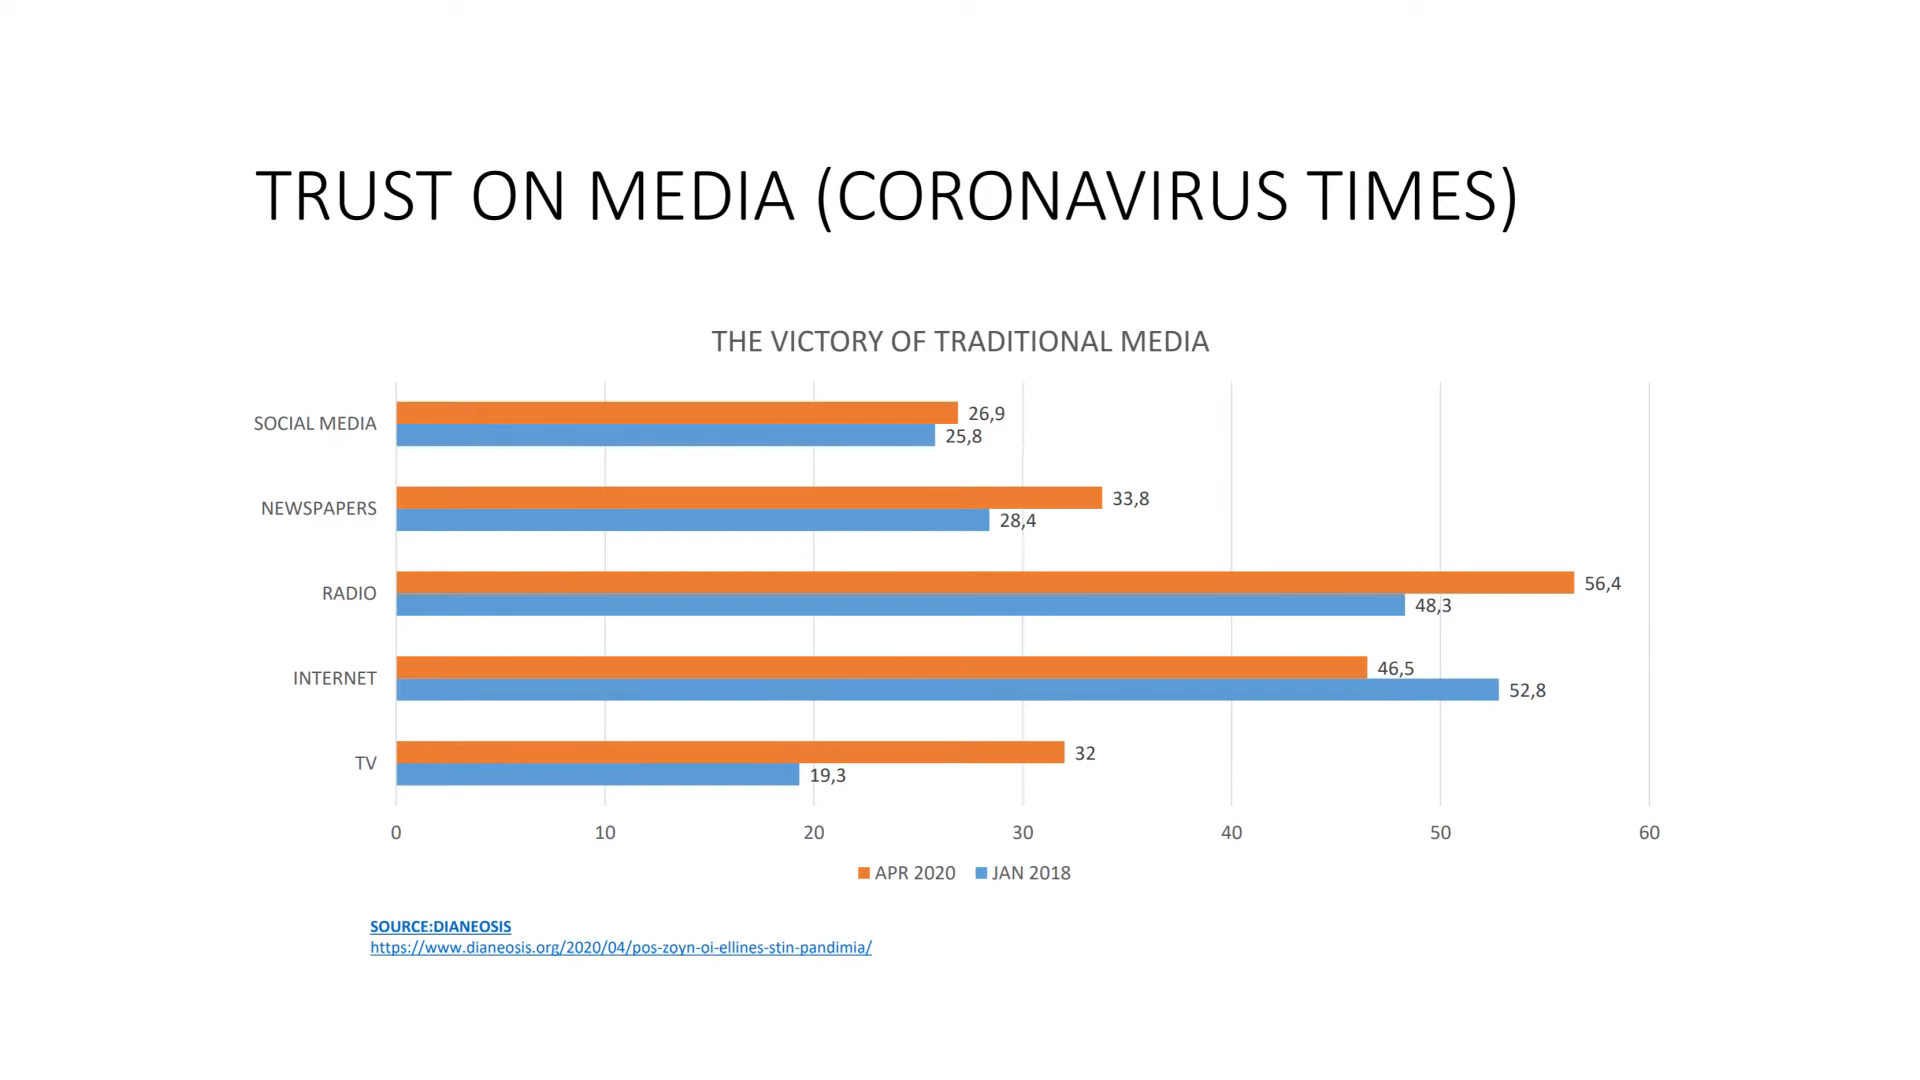 TRUST ON MEDIA (CORONAVIRUS TIMES)
THE VICTORY OF TRADITIONAL MEDIA
SOCIAL MEDIA
26,9
25,8
NEWSPAPERS
33,8
28,4
RADIO
56,4
48,3
INTERNET
46,5
52,8
TV
32
19,3
0 10 20 30 40 50 60
APR 2020 JAN 2018
SOURCE:DIANEOSIS
https://www.dianeosis.org/2020/04/pos-zoyn-oi-ellines-stin-pandimia/